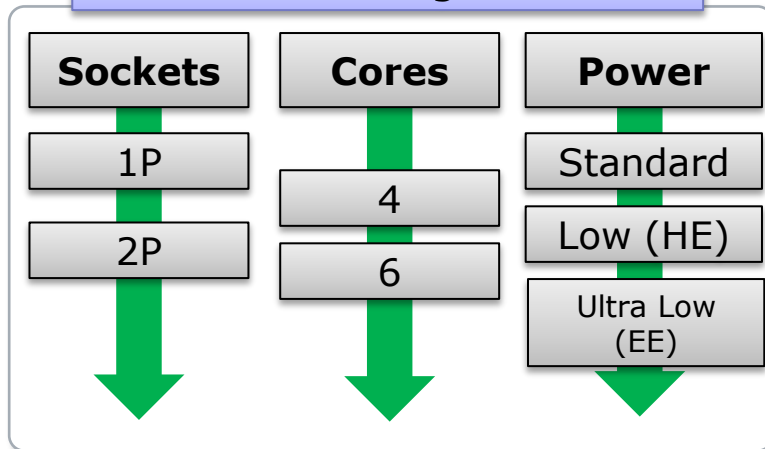 Sockets
1P
2P
Cores
4
6
Power
Standard
Low (HE)
Ultra Low
(EE)